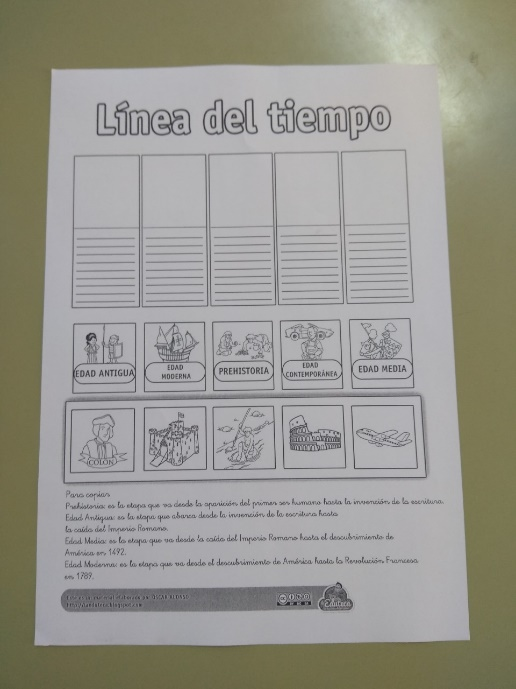 Línea del tiempo
EDAD ANTIGUA
EDAD
MODERNA
PREHISTORIA
EDAD
CONTEMPORÁNEA
EDAD MEDIA
COLÓN
Para copiar:
Prehistoria: es la etapa que va desde la aparición del primer ser humano hasta la invención de la escritura.
Edad Antigua: es la etapa que abarca desde la invención de la escritura hasta
la caída del Imperio Romano.
Edad Media: es la etapa que va desde la caída del Imperio Romano hasta el descubrimiento de
América en 1492.
Edad Moderna: es la etapa que va desde el descubrimiento de América hasta la Revolución Francesa
en 1789.
por ÓSCAR ALONSO